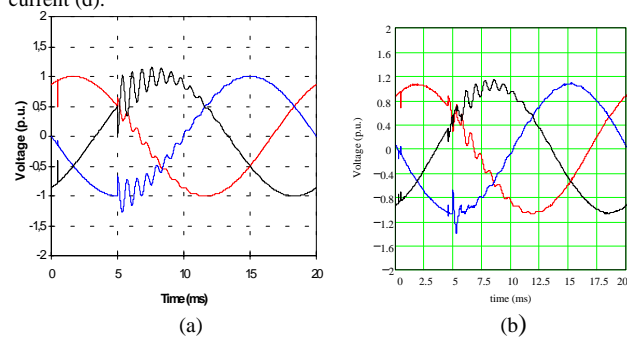 current (d).
2
1.5
1
0.5
0
-0.5
-1
-1.5
-2
Voltage (p.u.)
0 5 10 15 20
Time (ms)
(a)
2
1.6
1.2
0.8
0.4
0
−0.4
−0.8
−1.2
−1.6
−2
Voltage (p.u.)
0 2.5 5 7.5 10 12.5 15 17.5 20
time (ms)
(b)